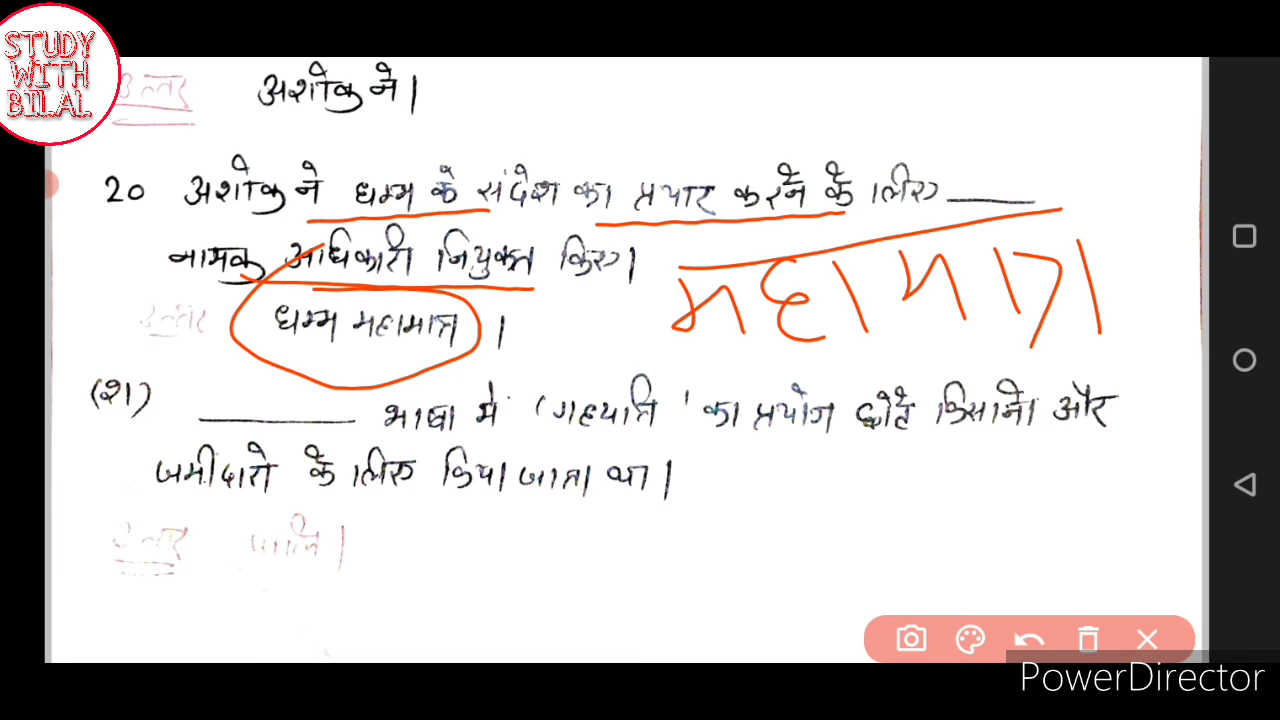 STUDY
WITH
BILAL
उत्तर अशोक ने।
20 अशोक ने धम्म के संदेश का प्रचार करने के लिए ______
नामक अधिकारी नियुक्त किए।
महामात्र
उत्तर धम्म महामात्र ।
(21) ______ भाषा में 'गहपति' का प्रयोग छोटे किसानों और
जमींदारों के लिए किया जाता था।
उत्तर पालि।
PowerDirector